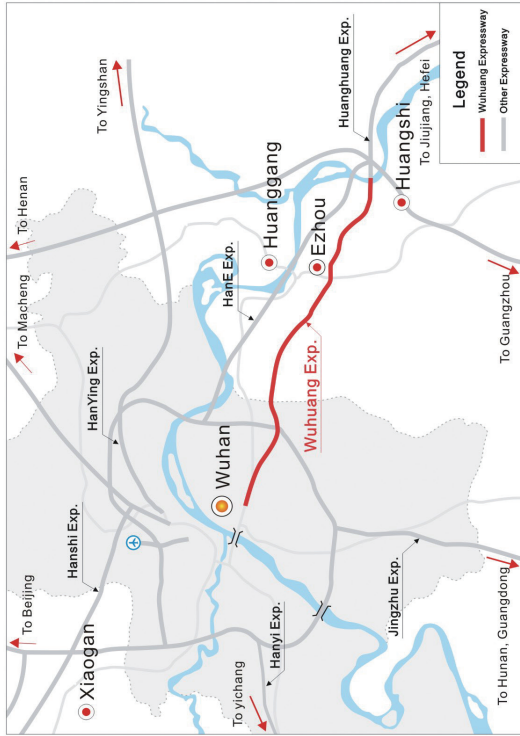 To Beijing
To Macheng
To Henan
To Yingshan
Xiaogan
Hanshi Exp.
HanYing Exp.
HanE Exp.
Huanggang
Huanghuang Exp.
Wuhan
Ezhou
Huangshi
To Jiujiang, Hefei
Wuhuang Exp.
Hanyi Exp.
To yichang
Jingzhu Exp.
To Hunan, Guangdong
To Guangzhou
Legend
Wuhuang Expressway
Other Expressway